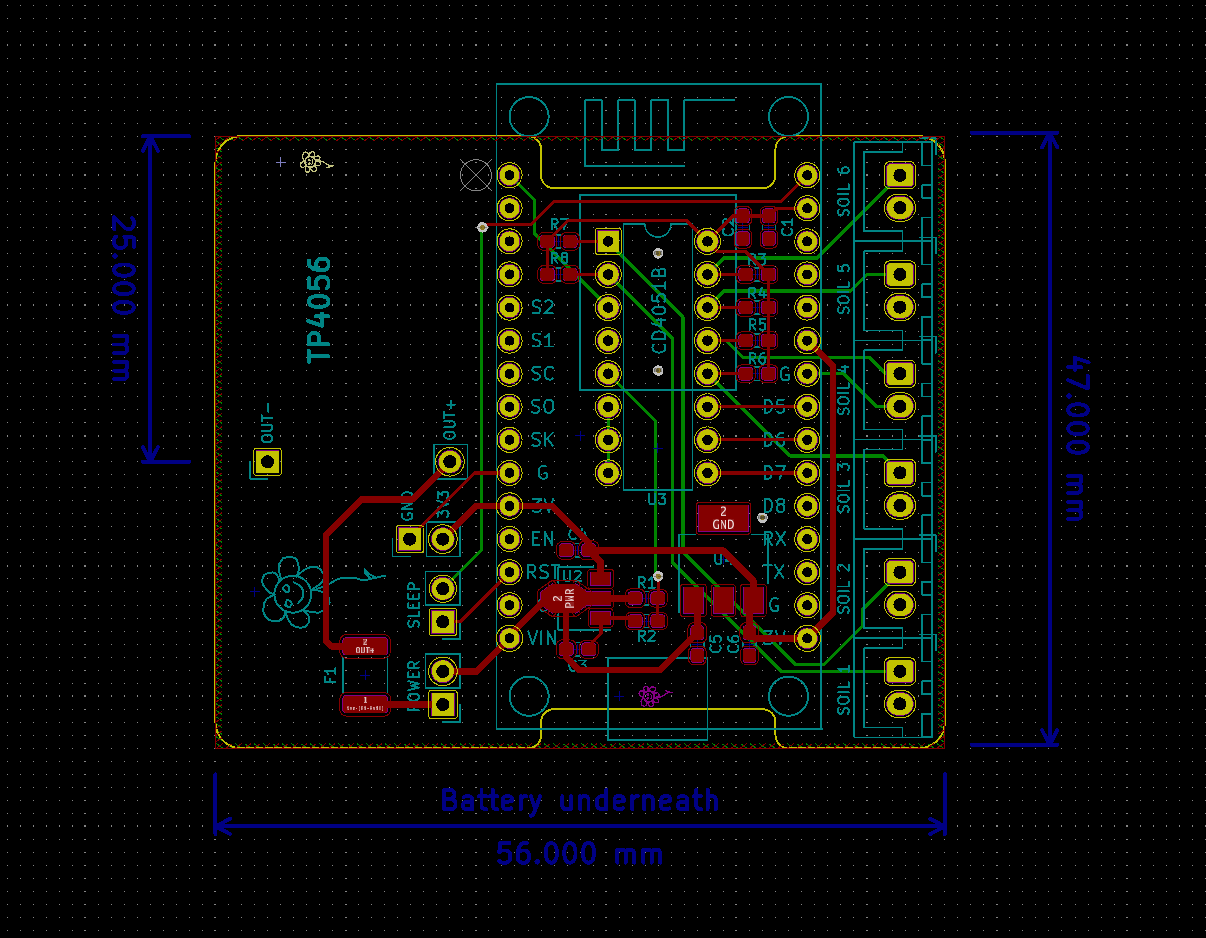 25.000 mm
TP4056
OUT-
OUT+
GND
3V3
SLEEP
POWER
F1
2
OUT+
1
S2
S1
SC
SO
SK
G
3V
EN
RST
VIN
R7
R8
CD4051B
U3
C1
R3
R4
R5
R6
G
D5
D6
D7
D8
RX
TX
G
3V
2
GND
U2
2
PWR
R1
R2
C3
C5
C6
SOIL 6
SOIL 5
SOIL 4
SOIL 3
SOIL 2
SOIL 1
47.000 mm
Battery underneath
56.000 mm